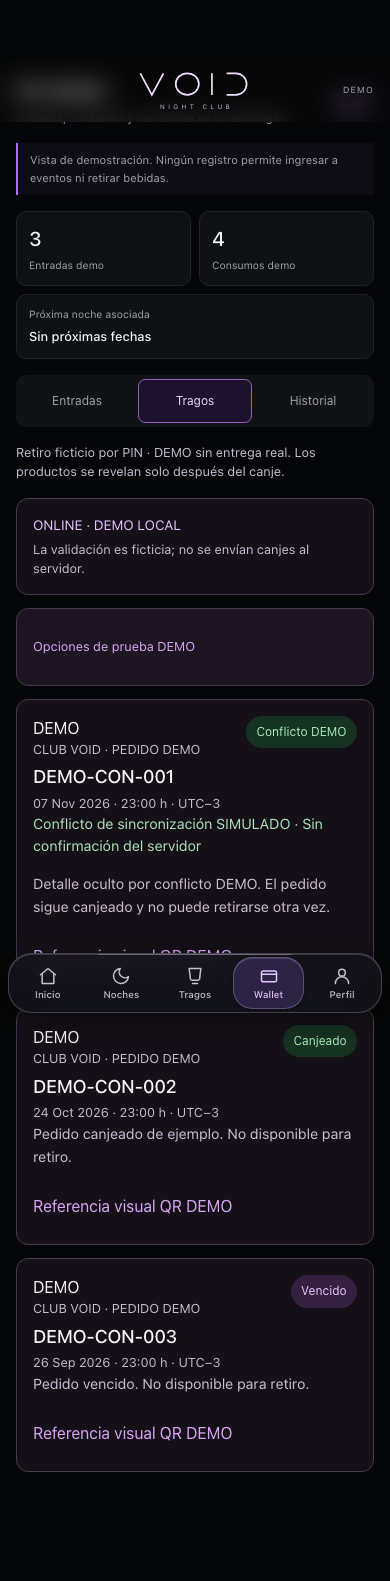 VOID
NIGHT CLUB
DEMO
Vista de demostración. Ningún registro permite ingresar a
eventos ni retirar bebidas.
3
Entradas demo
4
Consumos demo
Próxima noche asociada
Sin próximas fechas
Entradas
Tragos
Historial
Retiro ficticio por PIN · DEMO sin entrega real. Los
productos se revelan solo después del canje.
ONLINE · DEMO LOCAL
La validación es ficticia; no se envían canjes al
servidor.
Opciones de prueba DEMO
DEMO
Conflicto DEMO
CLUB VOID · PEDIDO DEMO
DEMO-CON-001
07 Nov 2026 · 23:00 h · UTC−3
Conflicto de sincronización SIMULADO · Sin
confirmación del servidor
Detalle oculto por conflicto DEMO. El pedido
sigue canjeado y no puede retirarse otra vez.
Referencia visual QR DEMO
Inicio
Noches
Tragos
Wallet
Perfil
DEMO
Canjeado
CLUB VOID · PEDIDO DEMO
DEMO-CON-002
24 Oct 2026 · 23:00 h · UTC−3
Pedido canjeado de ejemplo. No disponible para
retiro.
Referencia visual QR DEMO
DEMO
Vencido
CLUB VOID · PEDIDO DEMO
DEMO-CON-003
26 Sep 2026 · 23:00 h · UTC−3
Pedido vencido. No disponible para retiro.
Referencia visual QR DEMO